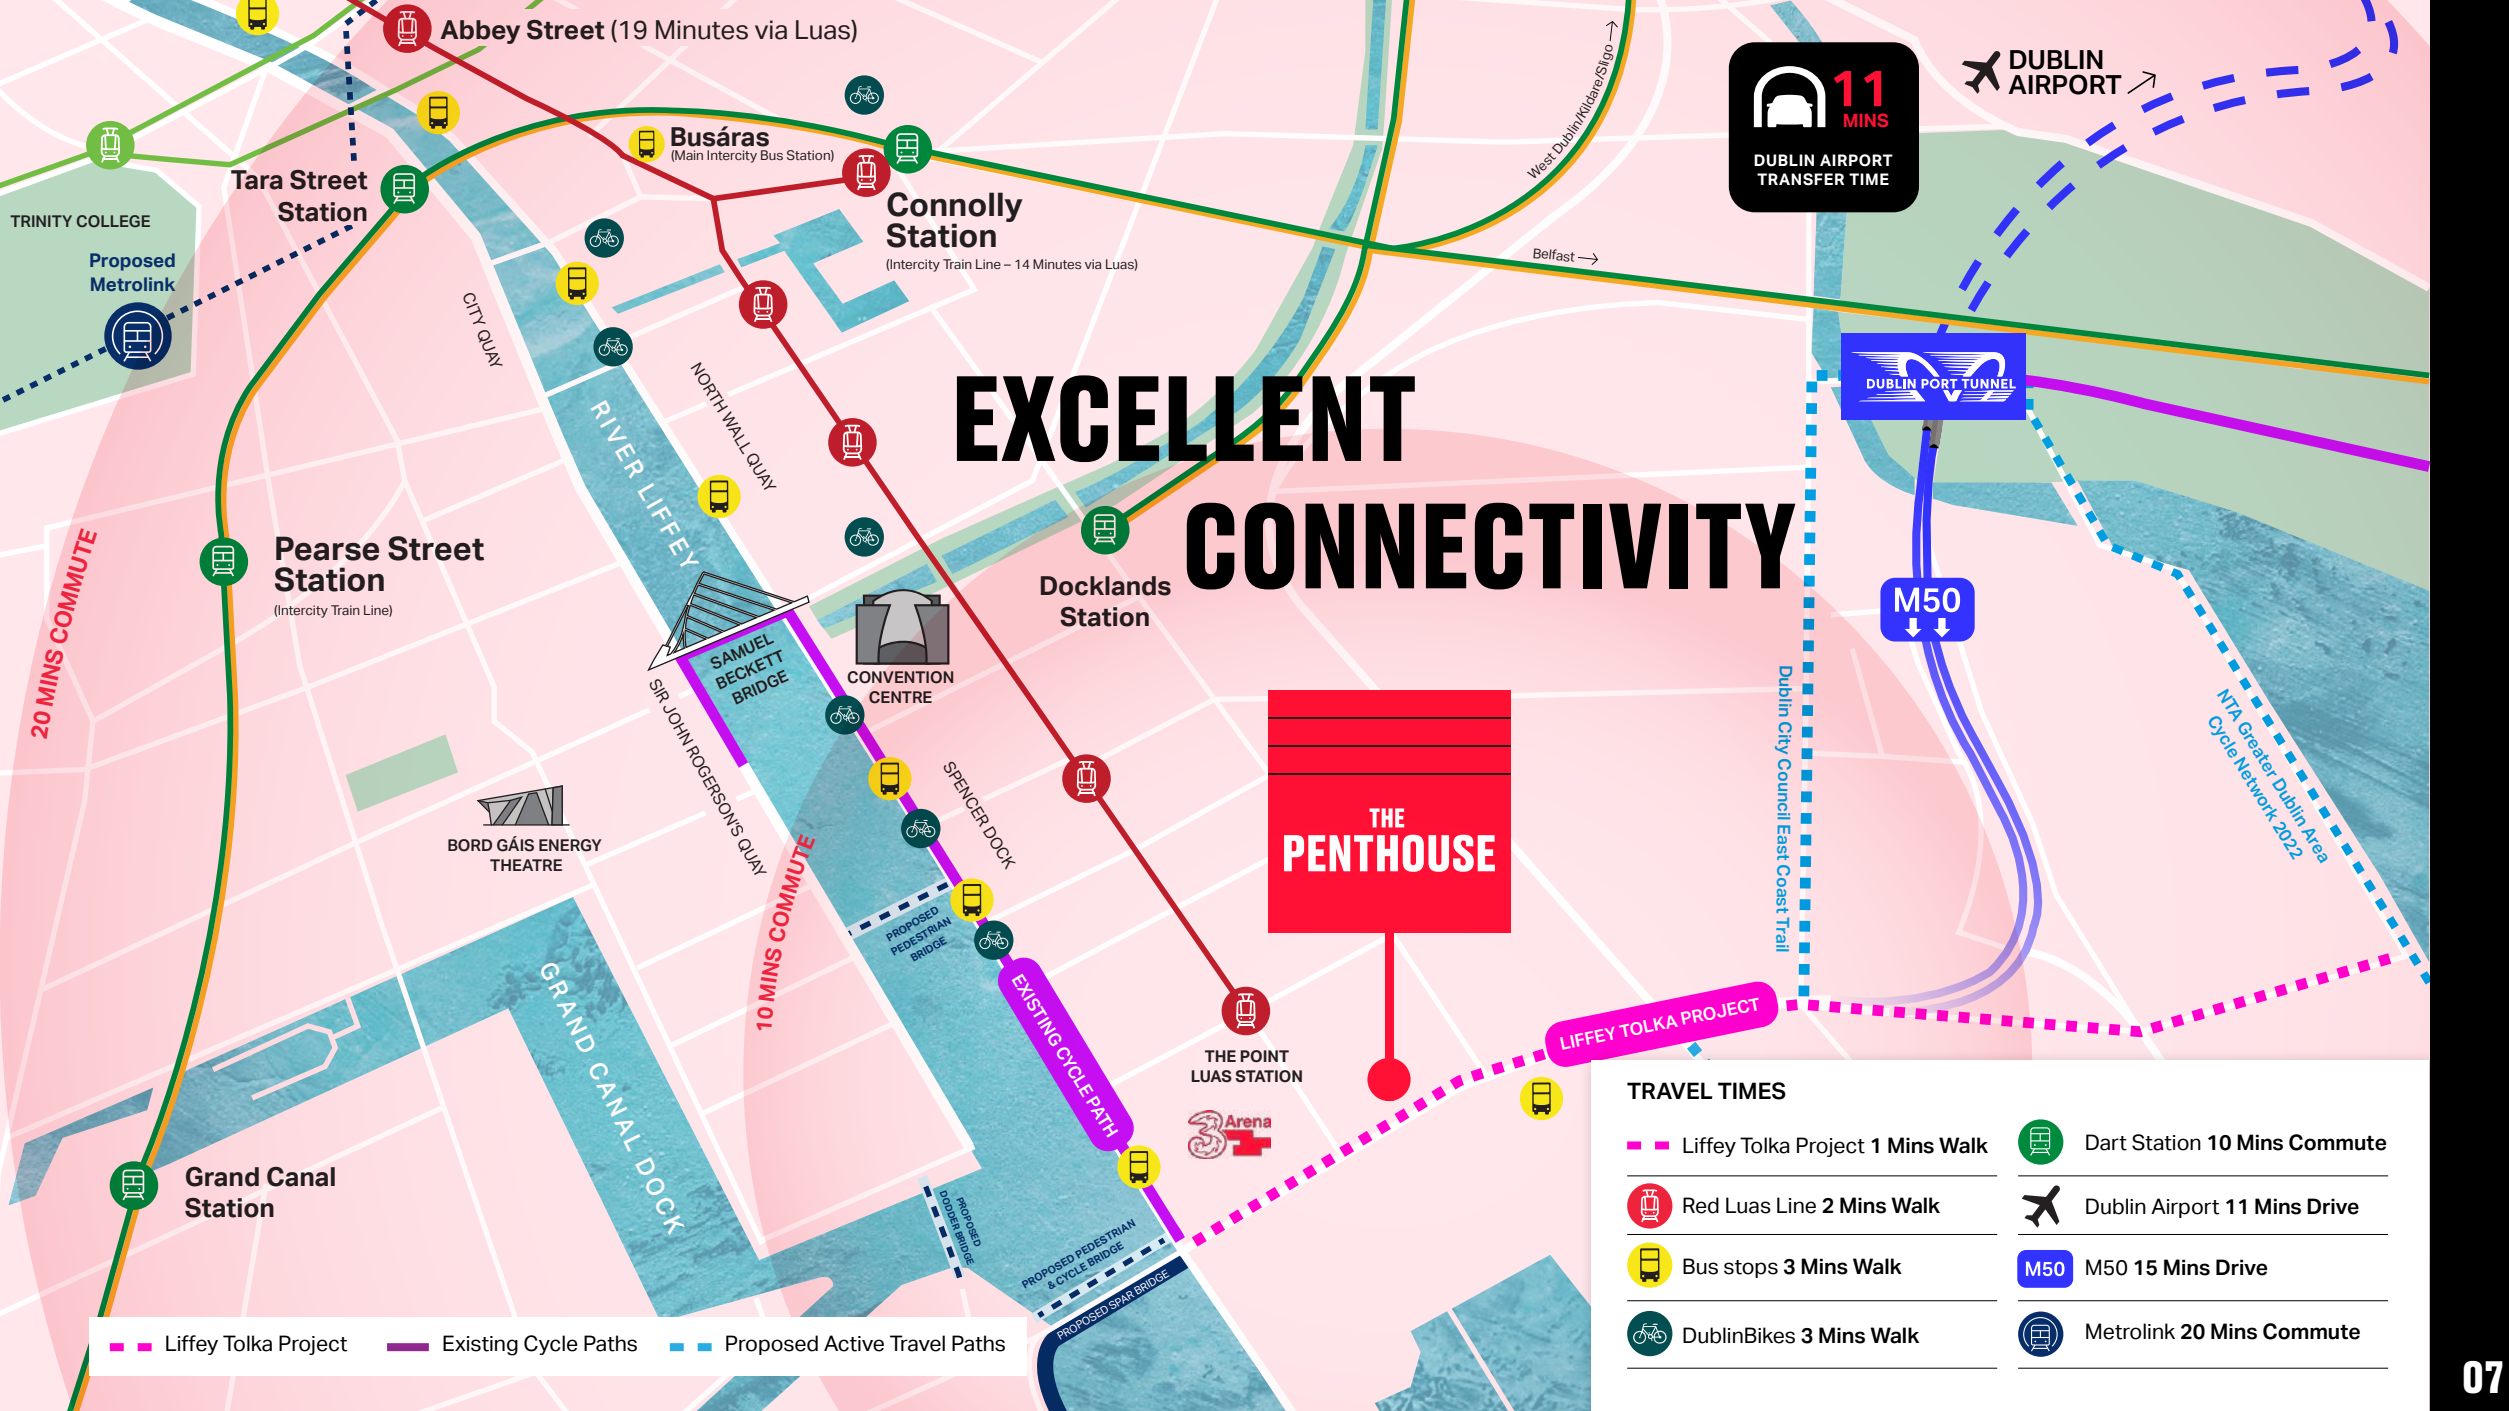 Abbey Street (19 Minutes via Luas)
DUBLIN
AIRPORT
11
MINS
DUBLIN AIRPORT
TRANSFER TIME
West Dublin/Kildare/Sligo
Busáras
(Main Intercity Bus Station)
Tara Street
Station
TRINITY COLLEGE
Proposed
Metrolink
Connolly
Station
(Intercity Train Line – 14 Minutes via Luas)
Belfast
CITY QUAY
NORTH WALL QUAY
RIVER LIFFEY
EXCELLENT
CONNECTIVITY
DUBLIN PORT TUNNEL
20 MINS COMMUTE
Pearse Street
Station
(Intercity Train Line)
Docklands
Station
M50
SAMUEL
BECKETT
BRIDGE
CONVENTION
CENTRE
SIR JOHN ROGERSON'S QUAY
SPENCER DOCK
THE
PENTHOUSE
Dublin City Council East Coast Trail
NTA Greater Dublin Area
Cycle Network 2022
BORD GÁIS ENERGY
THEATRE
10 MINS COMMUTE
PROPOSED
PEDESTRIAN
BRIDGE
GRAND CANAL DOCK
EXISTING CYCLE PATH
LIFFEY TOLKA PROJECT
THE POINT
LUAS STATION
3Arena
Grand Canal
Station
PROPOSED
DODDER BRIDGE
PROPOSED PEDESTRIAN
& CYCLE BRIDGE
PROPOSED SPAR BRIDGE
TRAVEL TIMES
Liffey Tolka Project 1 Mins Walk
Red Luas Line 2 Mins Walk
Bus stops 3 Mins Walk
DublinBikes 3 Mins Walk
Dart Station 10 Mins Commute
Dublin Airport 11 Mins Drive
M50 M50 15 Mins Drive
Metrolink 20 Mins Commute
Liffey Tolka Project
Existing Cycle Paths
Proposed Active Travel Paths
07